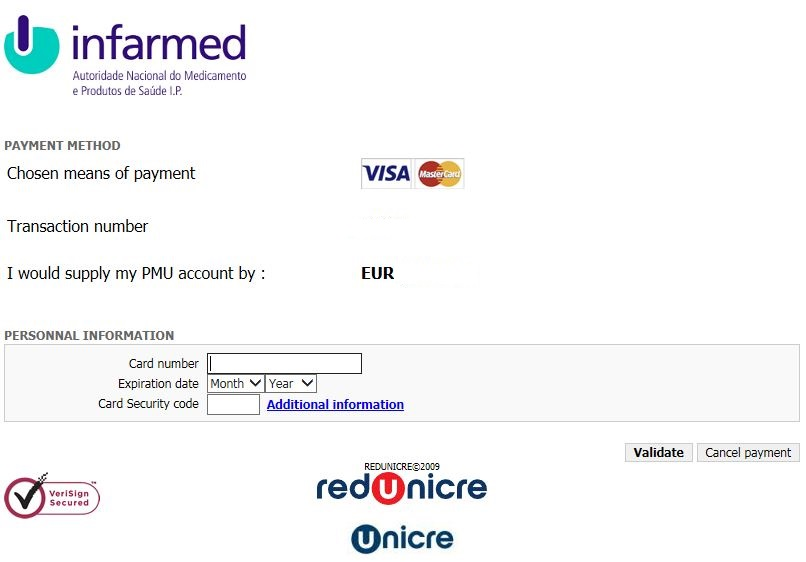 infarmed
Autoridade Nacional do Medicamento
e Produtos de Saúde I.P.
PAYMENT METHOD
Chosen means of payment VISA MasterCard
Transaction number
I would supply my PMU account by : EUR
PERSONNAL INFORMATION
Card number
Expiration date Month Year
Card Security code Additional information
Validate Cancel payment
REDUNICRE©2009
redUnicre
VeriSign™
Secured
Unicre